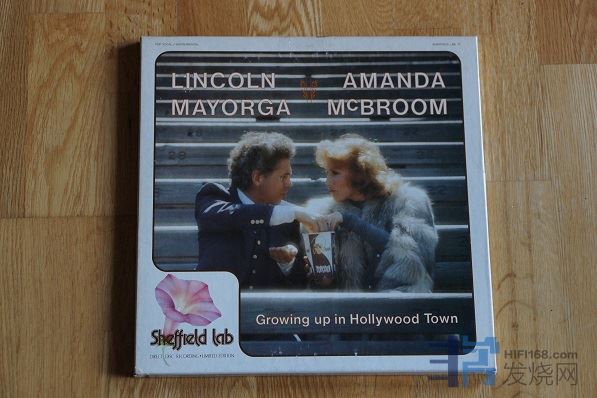 LINCOLN AMANDA
MAYORGA McBROOM
Sheffield Lab
DIRECT DISC RECORDING • LIMITED EDITION
Growing up in Hollywood Town
HIFI168.com
发烧网